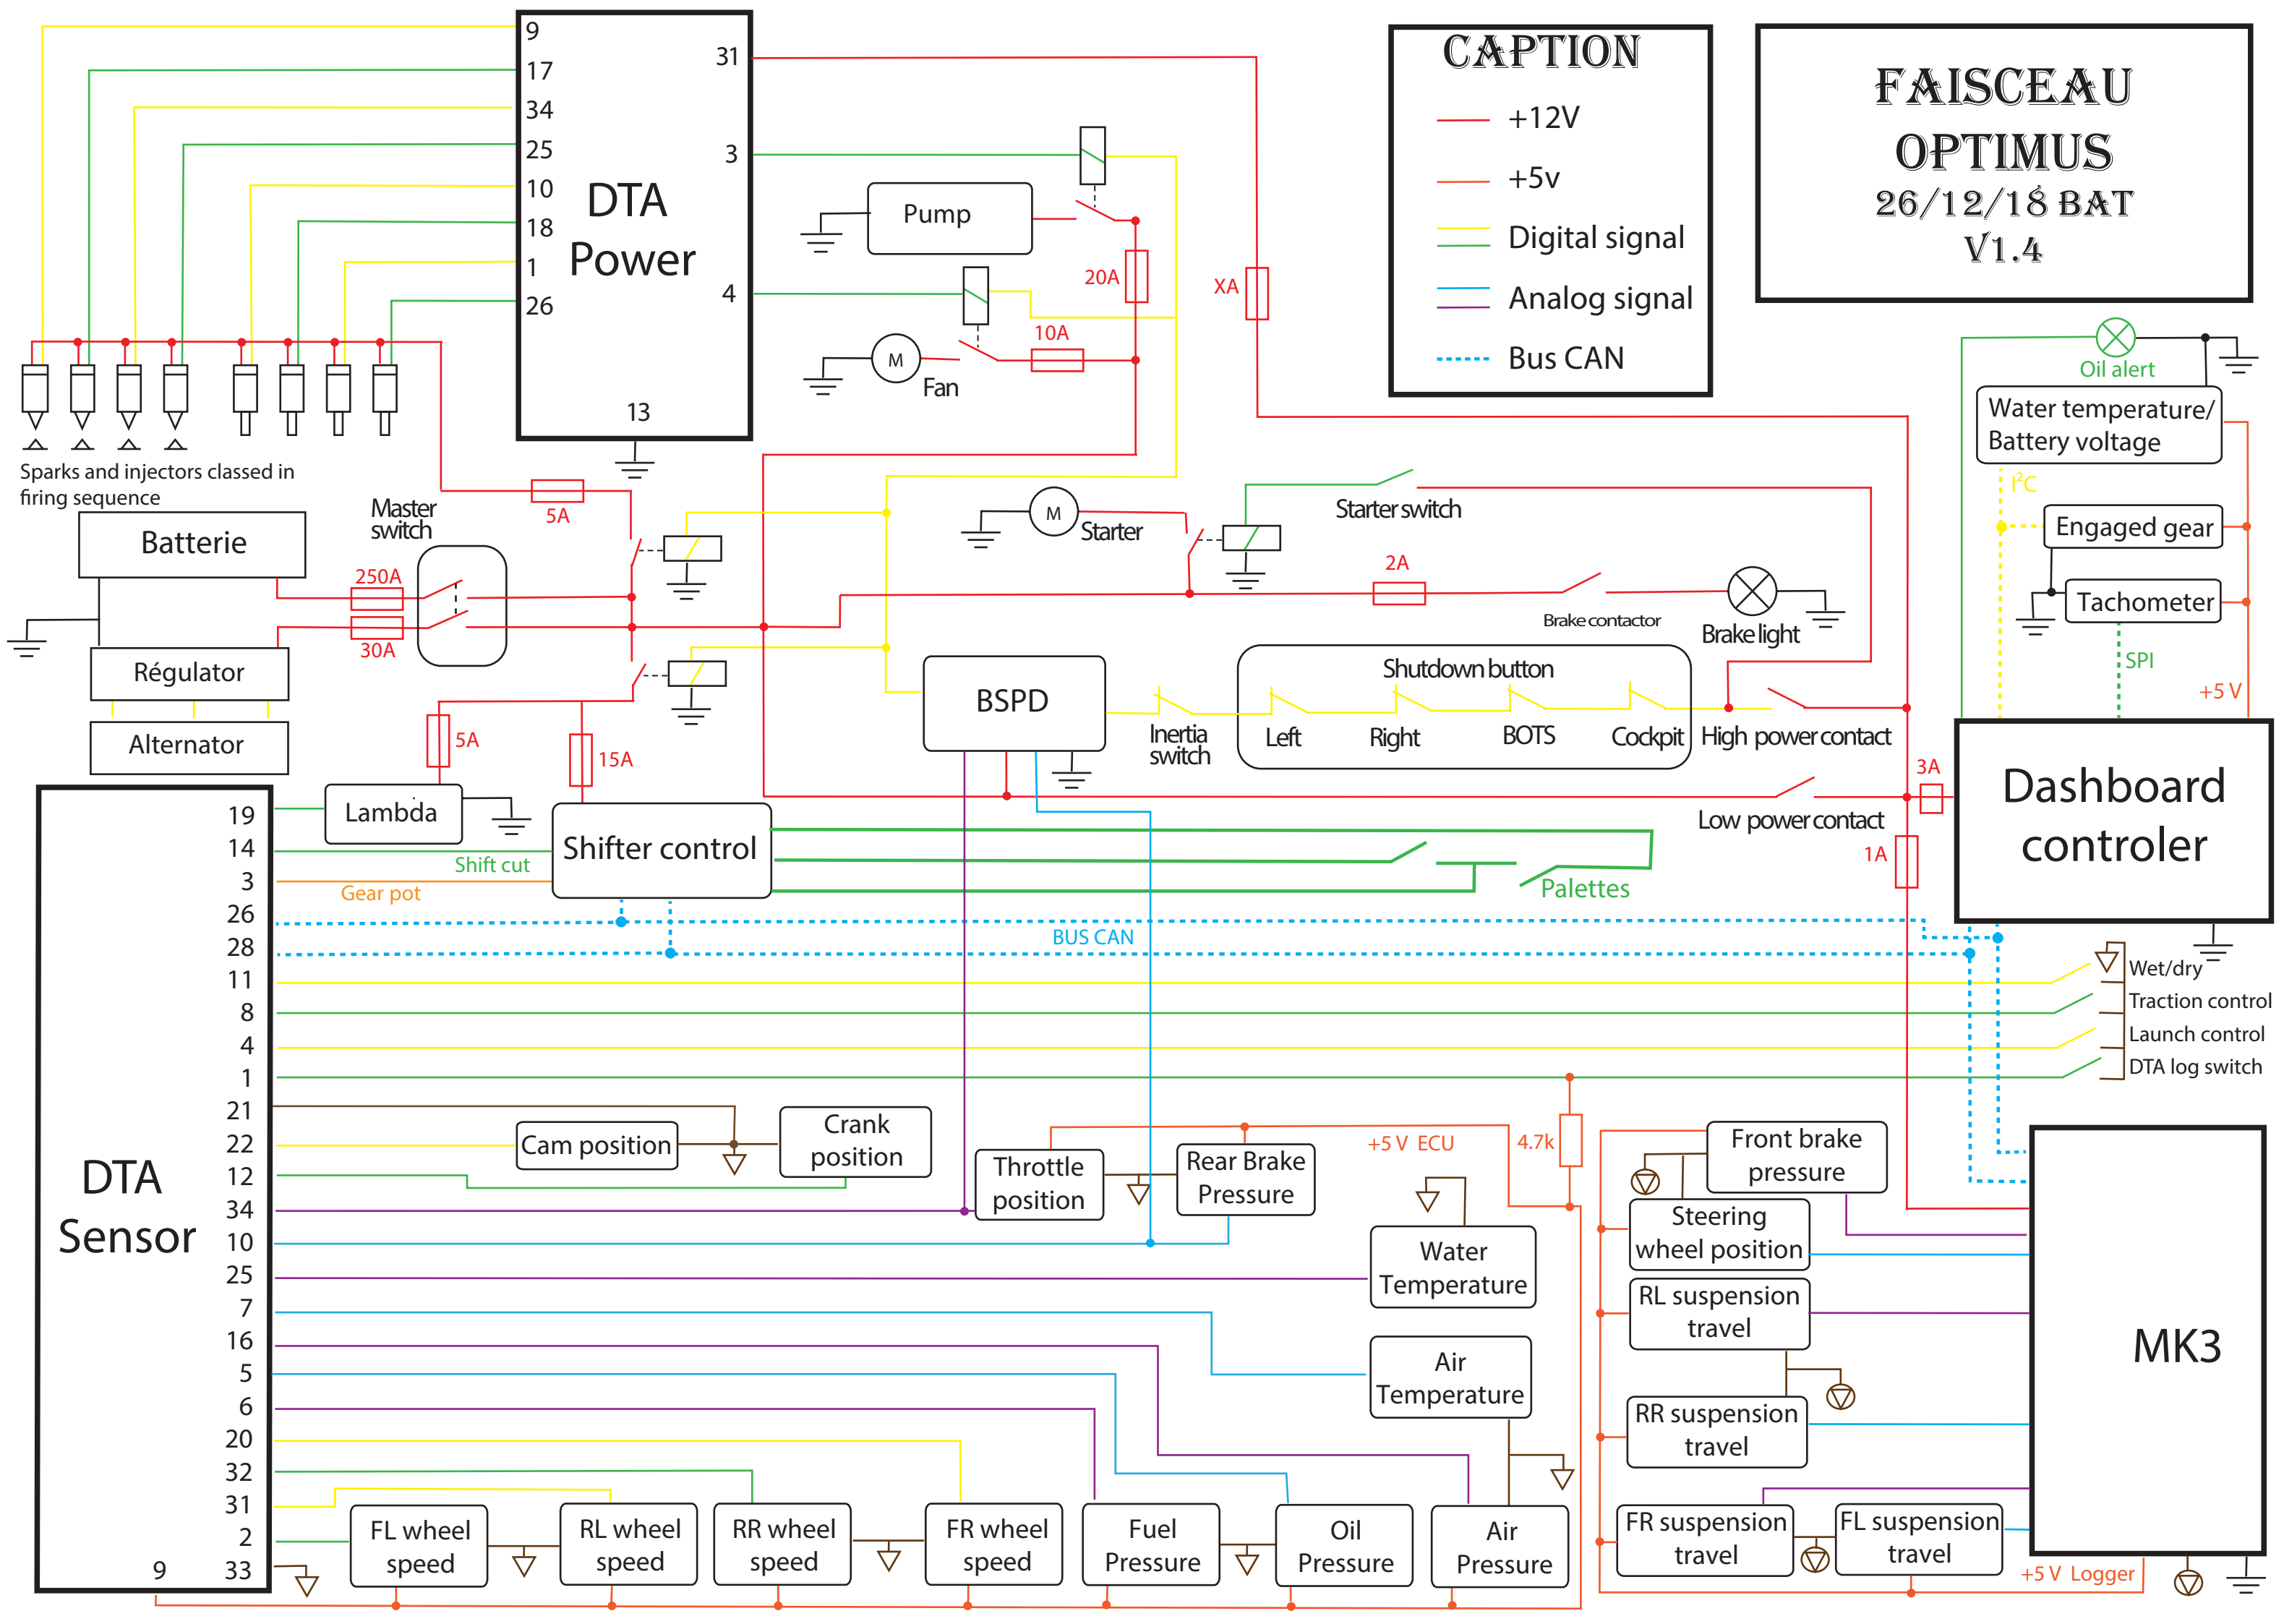 CAPTION
+12V
+5v
Digital signal
Analog signal
Bus CAN
FAISCEAU
OPTIMUS
26/12/18 BAT
V1.4
9
17
34
25
10
18
1
26
31
3
4
13
DTA
Power
Pump
20A
10A
M
Fan
XA
Sparks and injectors classed in
firing sequence
5A
Master
switch
Batterie
250A
30A
Régulator
Alternator
M
Starter
Starter switch
2A
Brake contactor
Brake light
Oil alert
Water temperature/
Battery voltage
I²C
Engaged gear
Tachometer
SPI
+5 V
BSPD
Inertia
switch
Shutdown button
Left
Right
BOTS
Cockpit
High power contact
Low power contact
3A
1A
Dashboard
controler
5A
15A
Lambda
Shifter control
Shift cut
Gear pot
Palettes
BUS CAN
Wet/dry
Traction control
Launch control
DTA log switch
DTA
Sensor
19
14
3
26
28
11
8
4
1
21
22
12
34
10
25
7
16
5
6
20
32
31
2
33
9
Cam position
Crank
position
Throttle
position
Rear Brake
Pressure
+5 V ECU
4.7k
Water
Temperature
Air
Temperature
FL wheel
speed
RL wheel
speed
RR wheel
speed
FR wheel
speed
Fuel
Pressure
Oil
Pressure
Air
Pressure
Front brake
pressure
Steering
wheel position
RL suspension
travel
RR suspension
travel
FR suspension
travel
FL suspension
travel
MK3
+5 V Logger